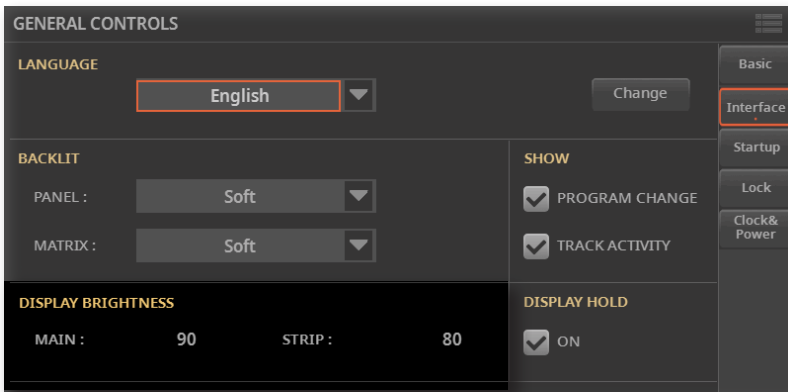 GENERAL CONTROLS
LANGUAGE
English
Change
BACKLIT
PANEL :
Soft
MATRIX :
Soft
SHOW
PROGRAM CHANGE
TRACK ACTIVITY
DISPLAY BRIGHTNESS
MAIN : 90 STRIP : 80
DISPLAY HOLD
ON
Basic
Interface
Startup
Lock
Clock&
Power